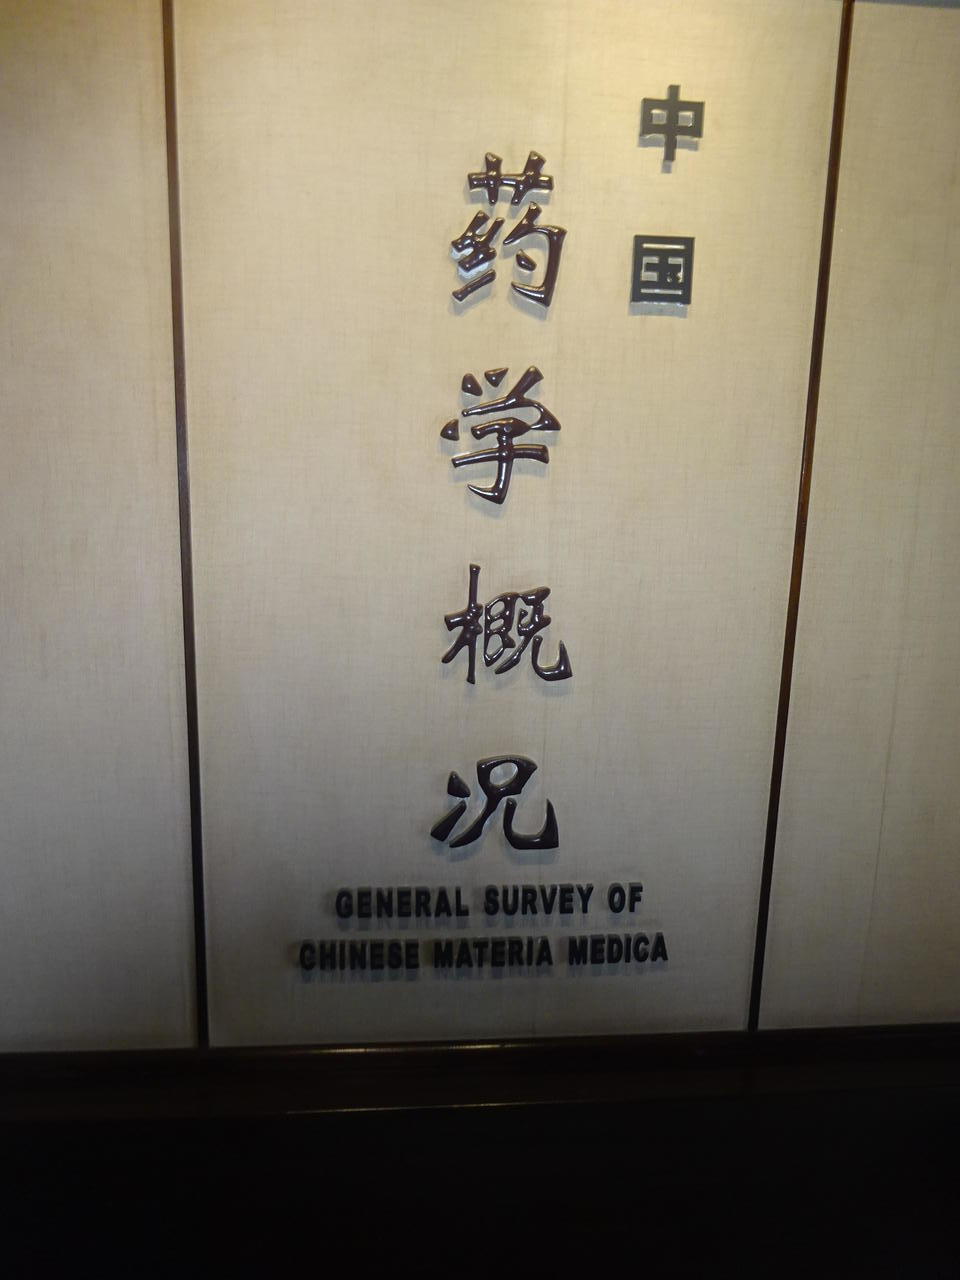 中国
药学概况
GENERAL SURVEY OF
CHINESE MATERIA MEDICA